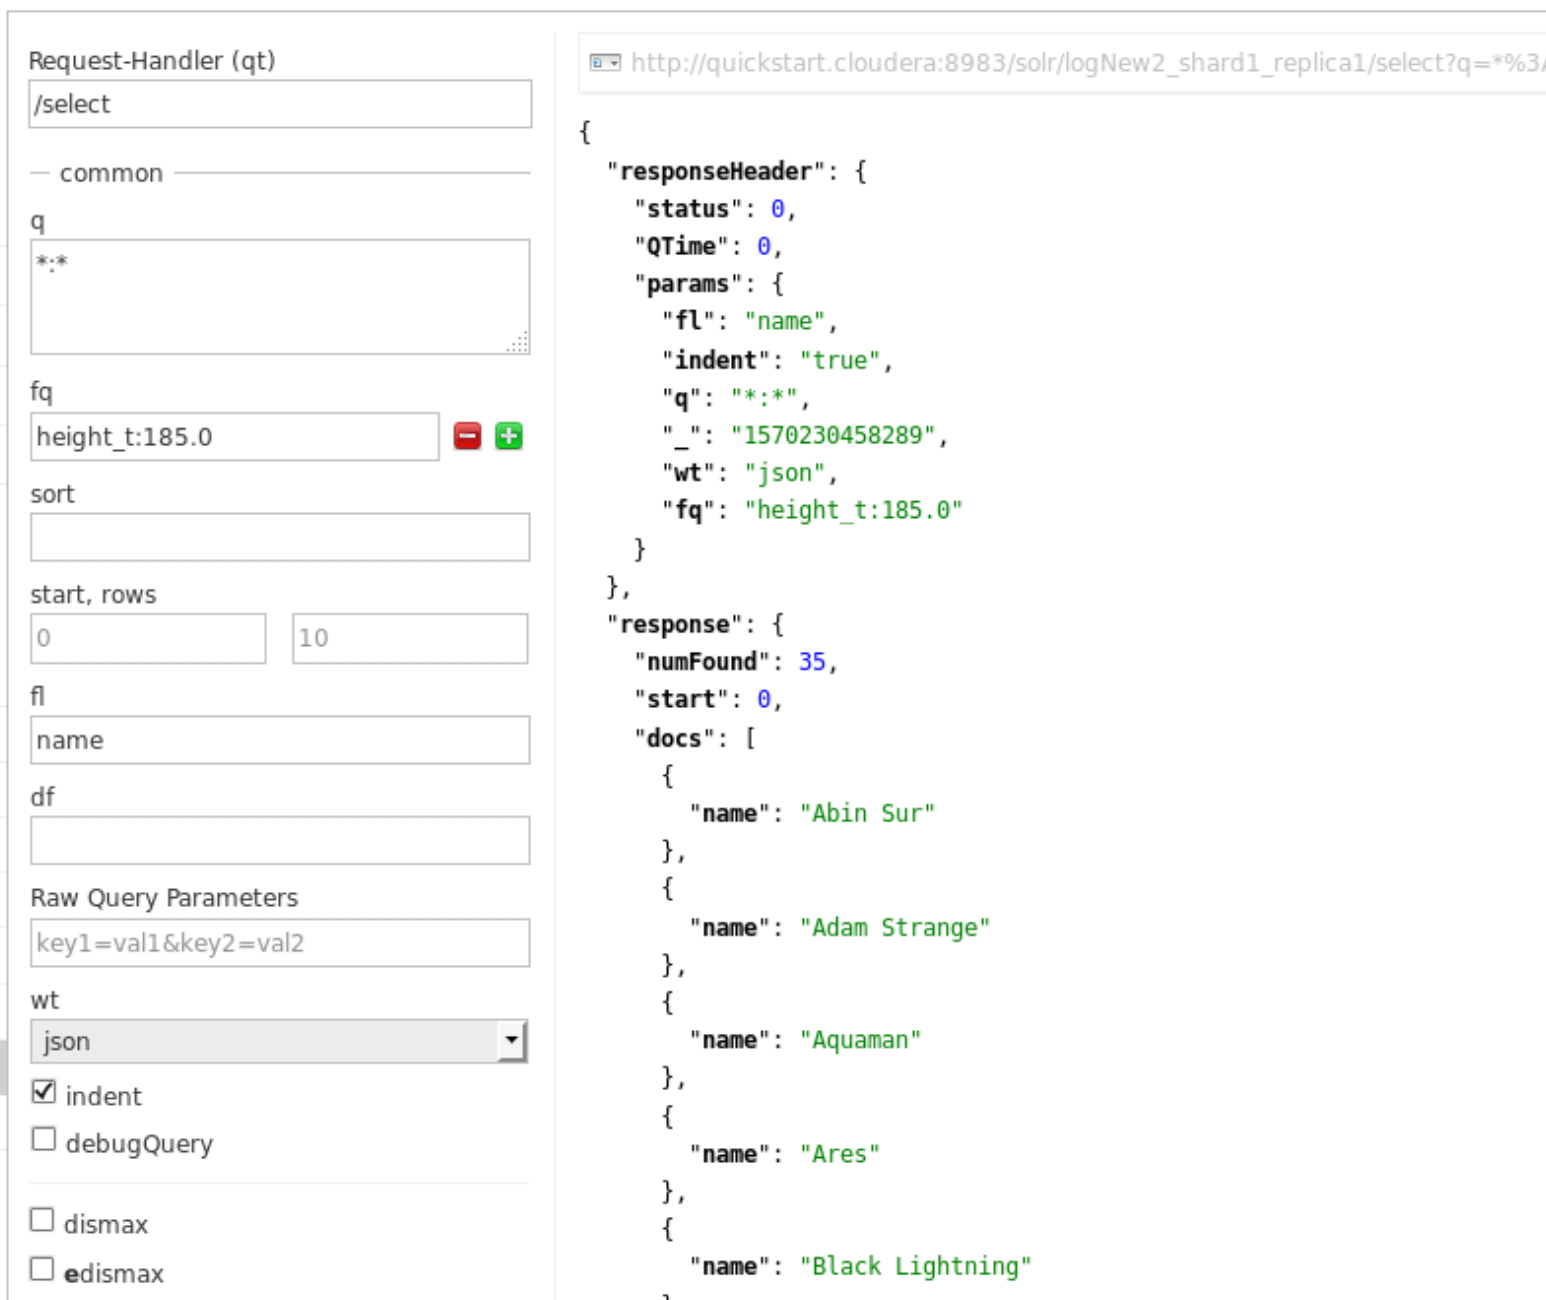 Request-Handler (qt)
/select
common
q
*:*
fq
height_t:185.0
sort
start, rows
0 10
fl
name
df
Raw Query Parameters
key1=val1&key2=val2
wt
json
indent
debugQuery
dismax
edismax
http://quickstart.cloudera:8983/solr/logNew2_shard1_replica1/select?q=*%3A
{
"responseHeader": {
"status": 0,
"QTime": 0,
"params": {
"fl": "name",
"indent": "true",
"q": "*:*",
"_": "1570230458289",
"wt": "json",
"fq": "height_t:185.0"
}
},
"response": {
"numFound": 35,
"start": 0,
"docs": [
{
"name": "Abin Sur"
},
{
"name": "Adam Strange"
},
{
"name": "Aquaman"
},
{
"name": "Ares"
},
{
"name": "Black Lightning"